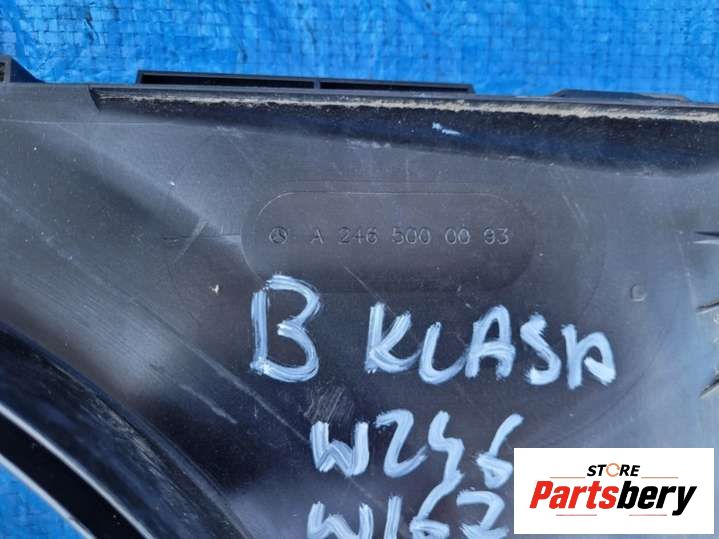 A 246 500 00 93
B KLASA
W246
STORE
Partsbery